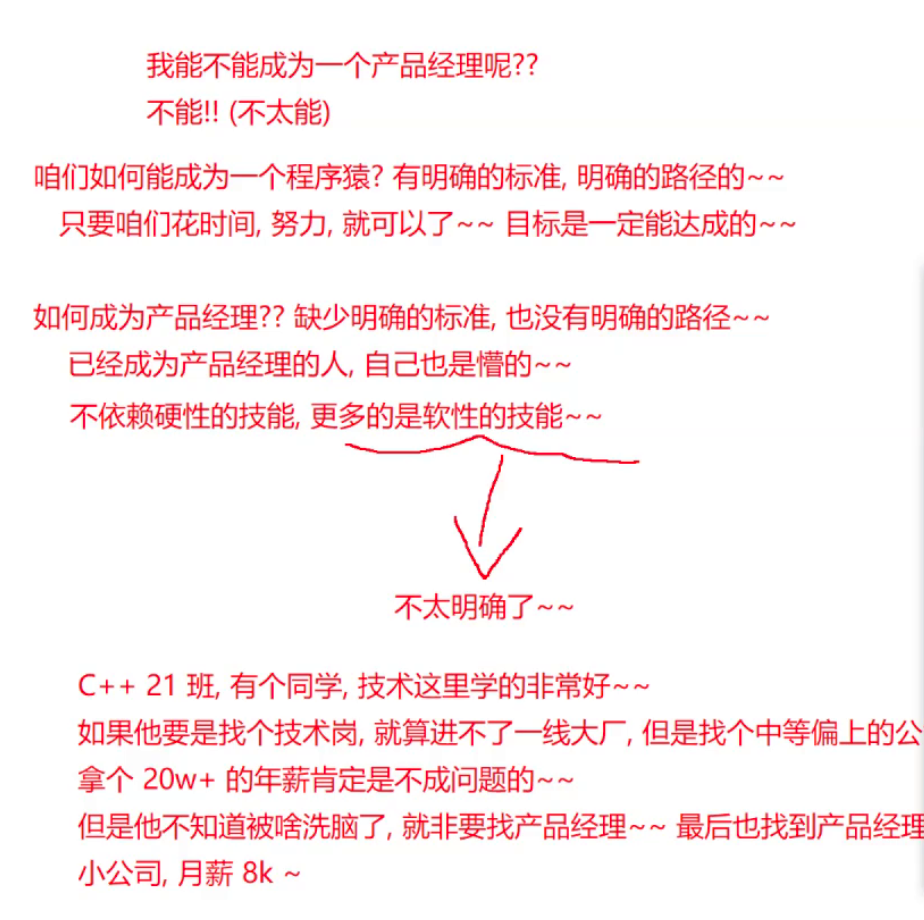 我能不能成为一个产品经理呢??
不能!! (不太能)
咱们如何能成为一个程序猿? 有明确的标准, 明确的路径的~~
只要咱们花时间, 努力, 就可以了~~ 目标是一定能达成的~~
如何成为产品经理?? 缺少明确的标准, 也没有明确的路径~~
已经成为产品经理的人, 自己也是懵的~~
不依赖硬性的技能, 更多的是软性的技能~~
不太明确了~~
C++ 21 班, 有个同学, 技术这里学的非常好~~
如果他要是找个技术岗, 就算进不了一线大厂, 但是找个中等偏上的公
拿个 20w+ 的年薪肯定是不成问题的~~
但是他不知道被啥洗脑了, 就非要找产品经理~~ 最后也找到产品经理
小公司, 月薪 8k ~